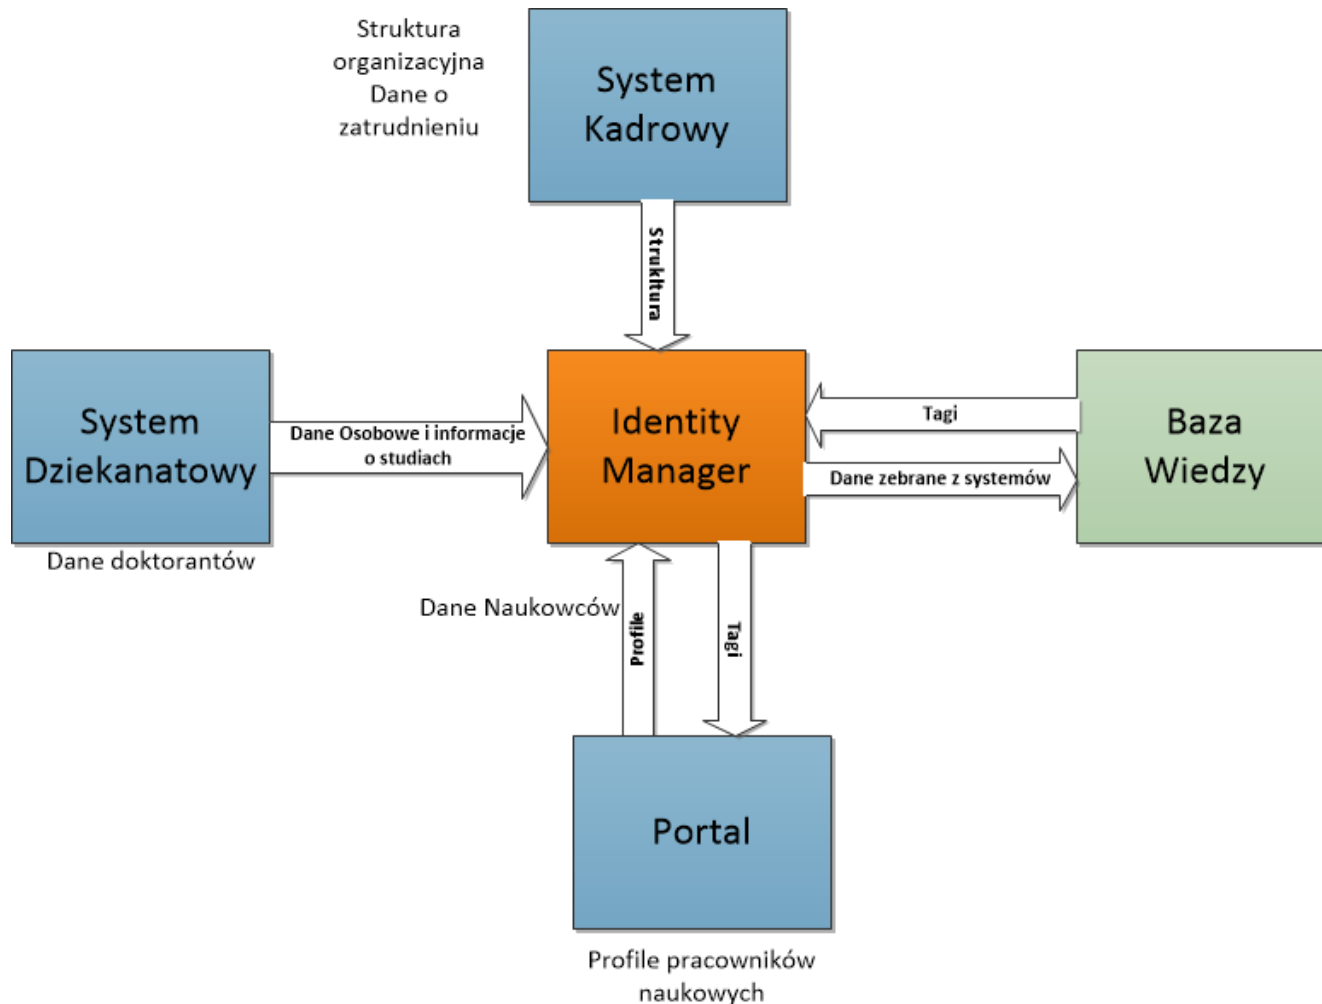 Struktura
organizacyjna
Dane o
zatrudnieniu
System
Kadrowy
Struktura
System
Dziekanatowy
Dane Osobowe i informacje
o studiach
Identity
Manager
Tagi
Dane zebrane z systemów
Baza
Wiedzy
Dane doktorantów
Dane Naukowców
Profile
Tagi
Portal
Profile pracowników
naukowych